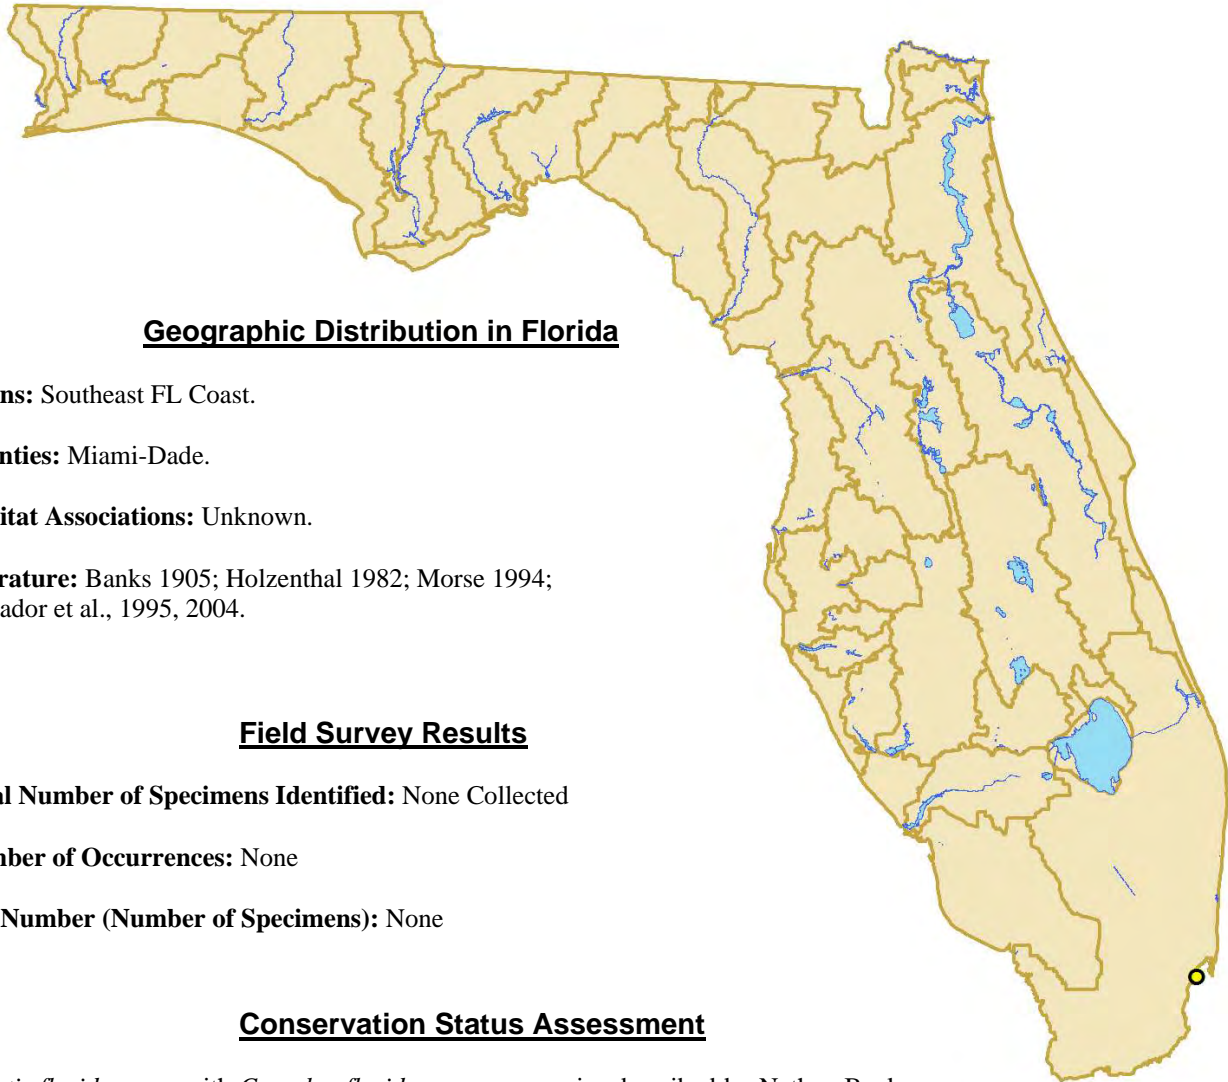 Geographic Distribution in Florida
ns: Southeast FL Coast.
nties: Miami-Dade.
itat Associations: Unknown.
rature: Banks 1905; Holzenthal 1982; Morse 1994;
ador et al., 1995, 2004.
Field Survey Results
al Number of Specimens Identified: None Collected
nber of Occurrences: None
Number (Number of Specimens): None
Conservation Status Assessment